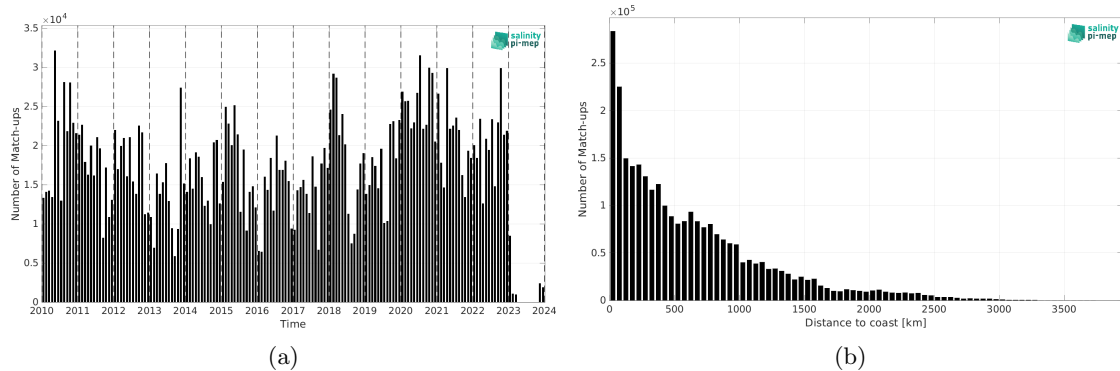 ×10⁴
3.5
3
2.5
2
1.5
1
0.5
0
Number of Match-ups
2010 2011 2012 2013 2014 2015 2016 2017 2018 2019 2020 2021 2022 2023 2024
Time
salinity
pi-mep
(a)
×10⁵
2.5
2
1.5
1
0.5
0
Number of Match-ups
0 500 1000 1500 2000 2500 3000 3500
Distance to coast [km]
salinity
pi-mep
(b)